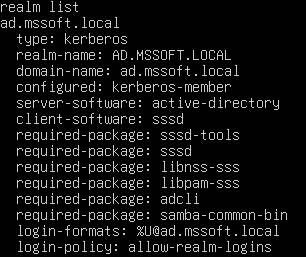 realm list
ad.mssoft.local
  type: kerberos
  realm-name: AD.MSSOFT.LOCAL
  domain-name: ad.mssoft.local
  configured: kerberos-member
  server-software: active-directory
  client-software: sssd
  required-package: sssd-tools
  required-package: sssd
  required-package: libnss-sss
  required-package: libpam-sss
  required-package: adcli
  required-package: samba-common-bin
  login-formats: %U@ad.mssoft.local
  login-policy: allow-realm-logins